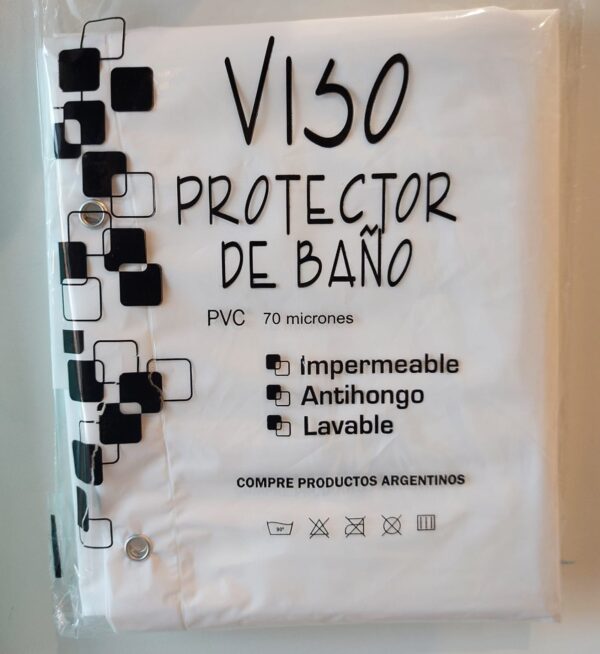 VISO
PROTECTOR
DE BAÑO
PVC 70 micrones
Impermeable
Antihongo
Lavable
COMPRE PRODUCTOS ARGENTINOS